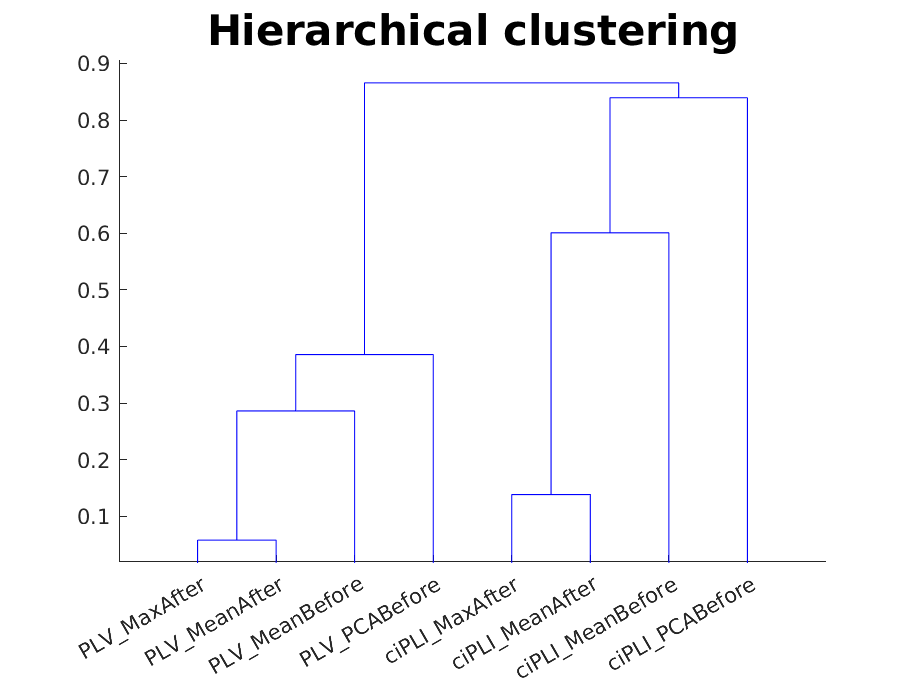 Hierarchical clustering
0.9
0.8
0.7
0.6
0.5
0.4
0.3
0.2
0.1
PLV_MaxAfter
PLV_MeanAfter
PLV_MeanBefore
PLV_PCABefore
ciPLI_MaxAfter
ciPLI_MeanAfter
ciPLI_MeanBefore
ciPLI_PCABefore